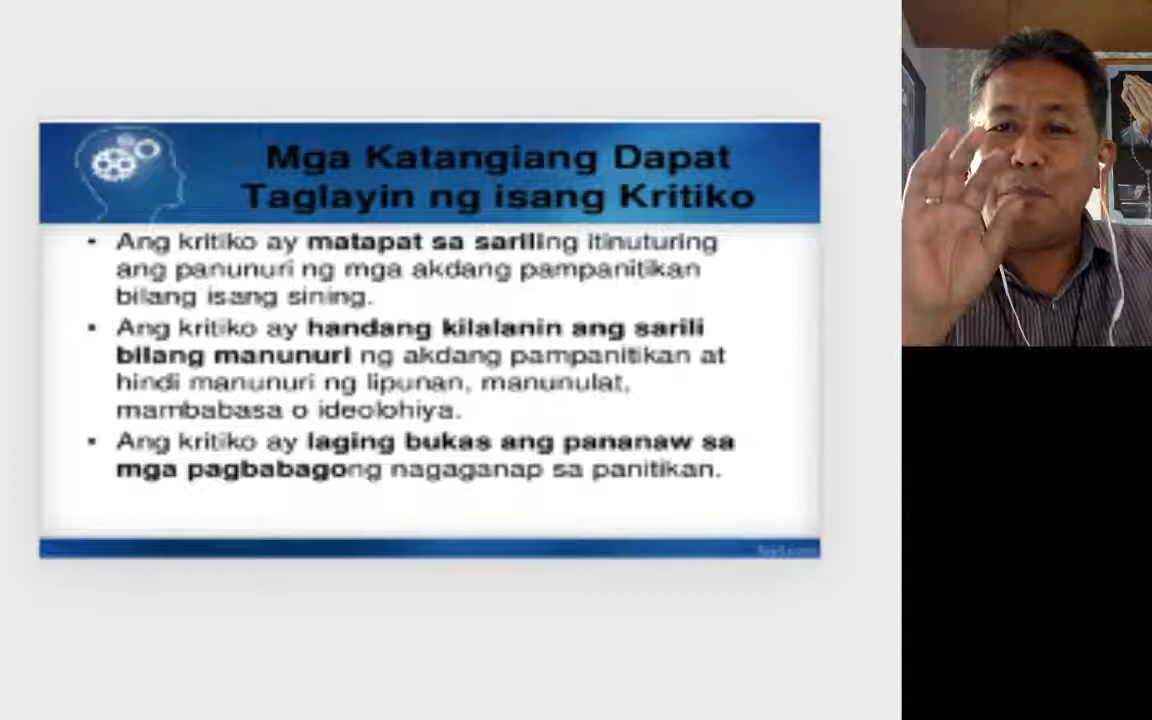 Mga Katangiang Dapat
Taglayin ng isang Kritiko
• Ang kritiko ay matapat sa sariling itinuturing
ang panunuri ng mga akdang pampanitikan
bilang isang sining.
• Ang kritiko ay handang kilalanin ang sarili
bilang manunuri ng akdang pampanitikan at
hindi manunuri ng lipunan, manunulat,
mambabasa o ideolohiya.
• Ang kritiko ay laging bukas ang pananaw sa
mga pagbabagong nagaganap sa panitikan.